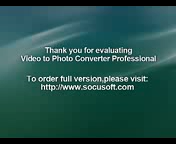 Thank you for evaluating
Video to Photo Converter Professional
To order full version,please visit:
http://www.socusoft.com